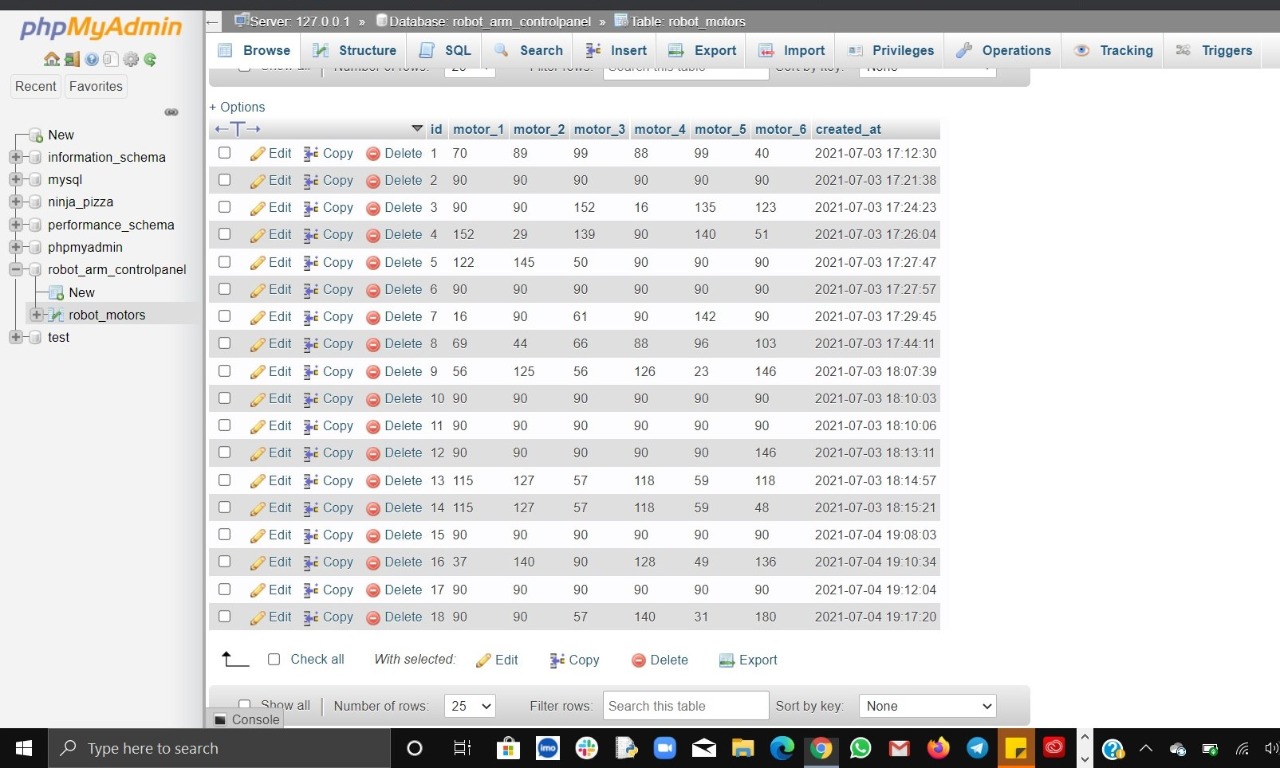 phpMyAdmin
Recent Favorites
New
information_schema
mysql
ninja_pizza
performance_schema
phpmyadmin
robot_arm_controlpanel
New
robot_motors
test
Server: 127.0.0.1 » Database: robot_arm_controlpanel » Table: robot_motors
Browse Structure SQL Search Insert Export Import Privileges Operations Tracking Triggers
Show all Number of rows: 25 Filter rows: Search this table Sort by key: None
+ Options
←T→ id motor_1 motor_2 motor_3 motor_4 motor_5 motor_6 created_at
Edit Copy Delete 1 70 89 99 88 99 40 2021-07-03 17:12:30
Edit Copy Delete 2 90 90 90 90 90 90 2021-07-03 17:21:38
Edit Copy Delete 3 90 90 152 16 135 123 2021-07-03 17:24:23
Edit Copy Delete 4 152 29 139 90 140 51 2021-07-03 17:26:04
Edit Copy Delete 5 122 145 50 90 90 90 2021-07-03 17:27:47
Edit Copy Delete 6 90 90 90 90 90 90 2021-07-03 17:27:57
Edit Copy Delete 7 16 90 61 90 142 90 2021-07-03 17:29:45
Edit Copy Delete 8 69 44 66 88 96 103 2021-07-03 17:44:11
Edit Copy Delete 9 56 125 56 126 23 146 2021-07-03 18:07:39
Edit Copy Delete 10 90 90 90 90 90 90 2021-07-03 18:10:03
Edit Copy Delete 11 90 90 90 90 90 90 2021-07-03 18:10:06
Edit Copy Delete 12 90 90 90 90 90 146 2021-07-03 18:13:11
Edit Copy Delete 13 115 127 57 118 59 118 2021-07-03 18:14:57
Edit Copy Delete 14 115 127 57 118 59 48 2021-07-03 18:15:21
Edit Copy Delete 15 90 90 90 90 90 90 2021-07-04 19:08:03
Edit Copy Delete 16 37 140 90 128 49 136 2021-07-04 19:10:34
Edit Copy Delete 17 90 90 90 90 90 90 2021-07-04 19:12:04
Edit Copy Delete 18 90 90 57 140 31 180 2021-07-04 19:17:20
Check all With selected: Edit Copy Delete Export
Show all Number of rows: 25 Filter rows: Search this table Sort by key: None
Console
Type here to search
imo